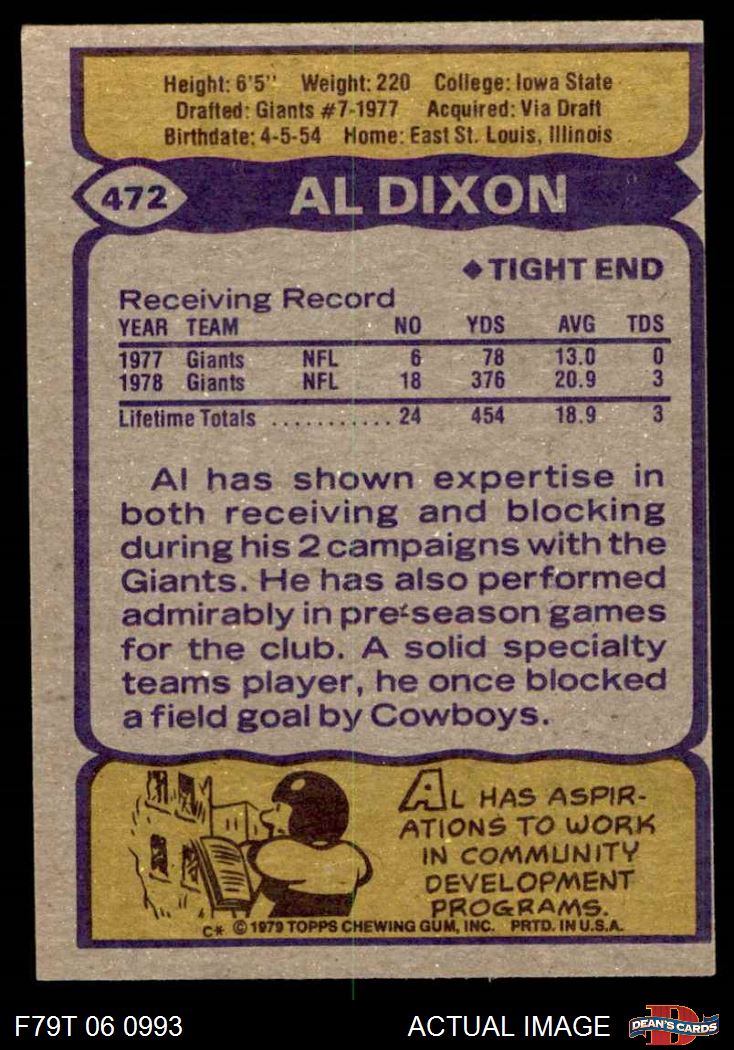 Height: 6'5" Weight: 220 College: Iowa State
Drafted: Giants #7-1977 Acquired: Via Draft
Birthdate: 4-5-54 Home: East St. Louis, Illinois
472 AL DIXON
◆TIGHT END
Receiving Record
YEAR TEAM NO YDS AVG TDS
1977 Giants NFL 6 78 13.0 0
1978 Giants NFL 18 376 20.9 3
Lifetime Totals ........... 24 454 18.9 3
Al has shown expertise in
both receiving and blocking
during his 2 campaigns with the
Giants. He has also performed
admirably in pre-season games
for the club. A solid specialty
teams player, he once blocked
a field goal by Cowboys.
AL HAS ASPIR-
ATIONS TO WORK
IN COMMUNITY
DEVELOPMENT
PROGRAMS.
C* © 1979 TOPPS CHEWING GUM, INC. PRTD. IN U.S.A.
F79T 06 0993 ACTUAL IMAGE D DEAN'S CARDS